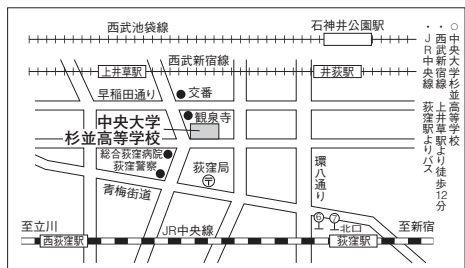 ○中央大学杉並高等学校
・西武新宿線 上井草駅より徒歩12分
・JR中央線 荻窪駅よりバス
西武池袋線
石神井公園駅
西武新宿線
上井草駅
井荻駅
早稲田通り
交番
観泉寺
中央大学
杉並高等学校
総合荻窪病院
荻窪警察
荻窪局
環八通り
青梅街道
⑥ ⑦
北口
至立川
JR中央線
至新宿
西荻窪駅
荻窪駅